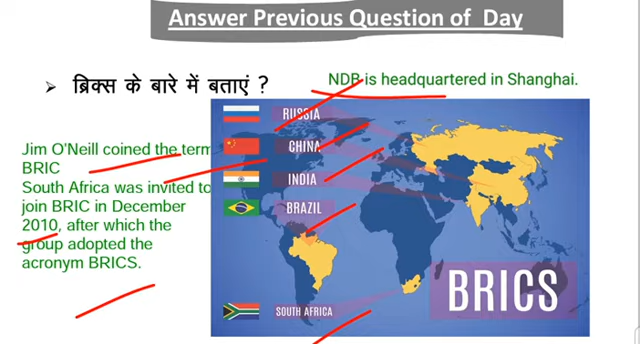 Answer Previous Question of Day
ब्रिक्स के बारे में बताएं ?
NDB is headquartered in Shanghai.
Jim O'Neill coined the term
BRIC
South Africa was invited to
join BRIC in December
2010, after which the
group adopted the
acronym BRICS.
RUSSIA
CHINA
INDIA
BRAZIL
SOUTH AFRICA
BRICS